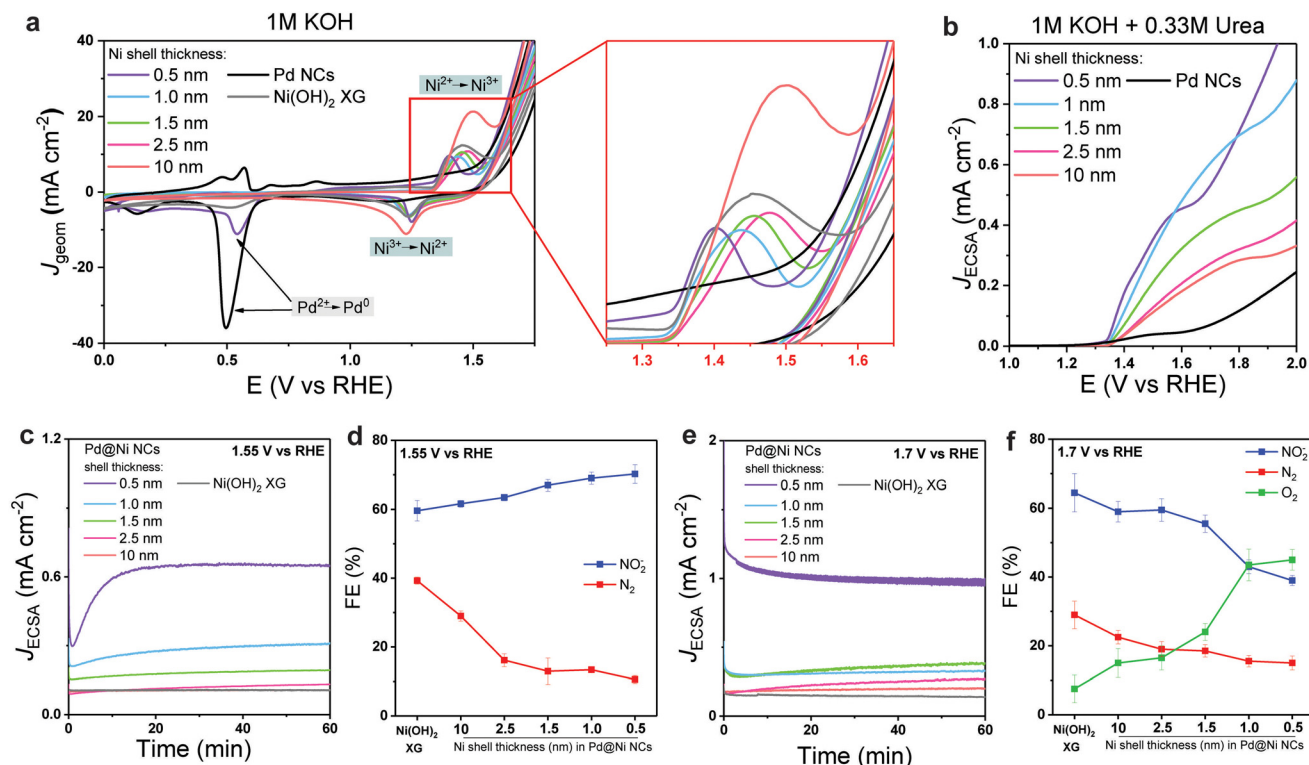 a
1M KOH
Ni shell thickness:
0.5 nm
Pd NCs
1.0 nm
Ni(OH)2 XG
1.5 nm
2.5 nm
10 nm
Ni2+→Ni3+
Ni3+→Ni2+
Pd2+→Pd0
Jgeom (mA cm-2)
40
20
0
-20
-40
0.0
0.5
1.0
1.5
E (V vs RHE)
1.3
1.4
1.5
1.6
b
1M KOH + 0.33M Urea
Ni shell thickness:
0.5 nm
Pd NCs
1 nm
1.5 nm
2.5 nm
10 nm
JECSA (mA cm-2)
1.0
0.8
0.6
0.4
0.2
0.0
1.0
1.2
1.4
1.6
1.8
2.0
E (V vs RHE)
c
Pd@Ni NCs
1.55 V vs RHE
shell thickness:
0.5 nm
Ni(OH)2 XG
1.0 nm
1.5 nm
2.5 nm
10 nm
JECSA (mA cm-2)
1.2
0.6
0.0
0
20
40
60
Time (min)
d
1.55 V vs RHE
NO2-
N2
FE (%)
80
60
40
20
0
Ni(OH)2
XG
10
2.5
1.5
1.0
0.5
Ni shell thickness (nm) in Pd@Ni NCs
e
Pd@Ni NCs
1.7 V vs RHE
shell thickness:
0.5 nm
Ni(OH)2 XG
1.0 nm
1.5 nm
2.5 nm
10 nm
JECSA (mA cm-2)
2
1
0
0
20
40
60
Time (min)
f
1.7 V vs RHE
NO2-
N2
O2
FE (%)
80
60
40
20
0
Ni(OH)2
XG
10
2.5
1.5
1.0
0.5
Ni shell thickness (nm) in Pd@Ni NCs